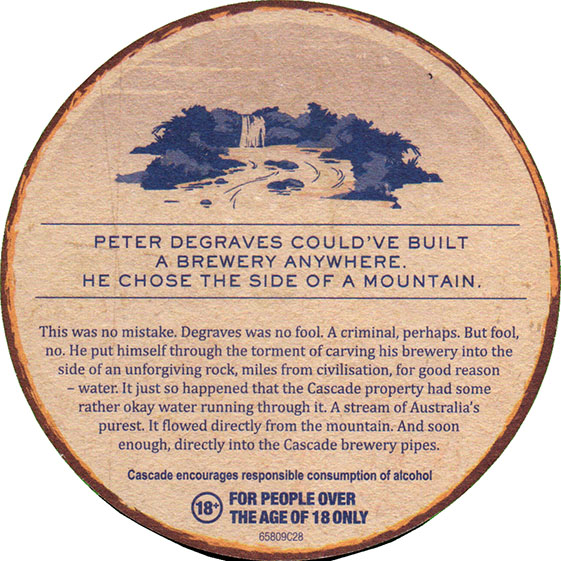 PETER DEGRAVES COULD'VE BUILT
A BREWERY ANYWHERE.
HE CHOSE THE SIDE OF A MOUNTAIN.
This was no mistake. Degraves was no fool. A criminal, perhaps. But fool,
no. He put himself through the torment of carving his brewery into the
side of an unforgiving rock, miles from civilisation, for good reason
– water. It just so happened that the Cascade property had some
rather okay water running through it. A stream of Australia's
purest. It flowed directly from the mountain. And soon
enough, directly into the Cascade brewery pipes.
Cascade encourages responsible consumption of alcohol
18+ FOR PEOPLE OVER
THE AGE OF 18 ONLY
65809C28